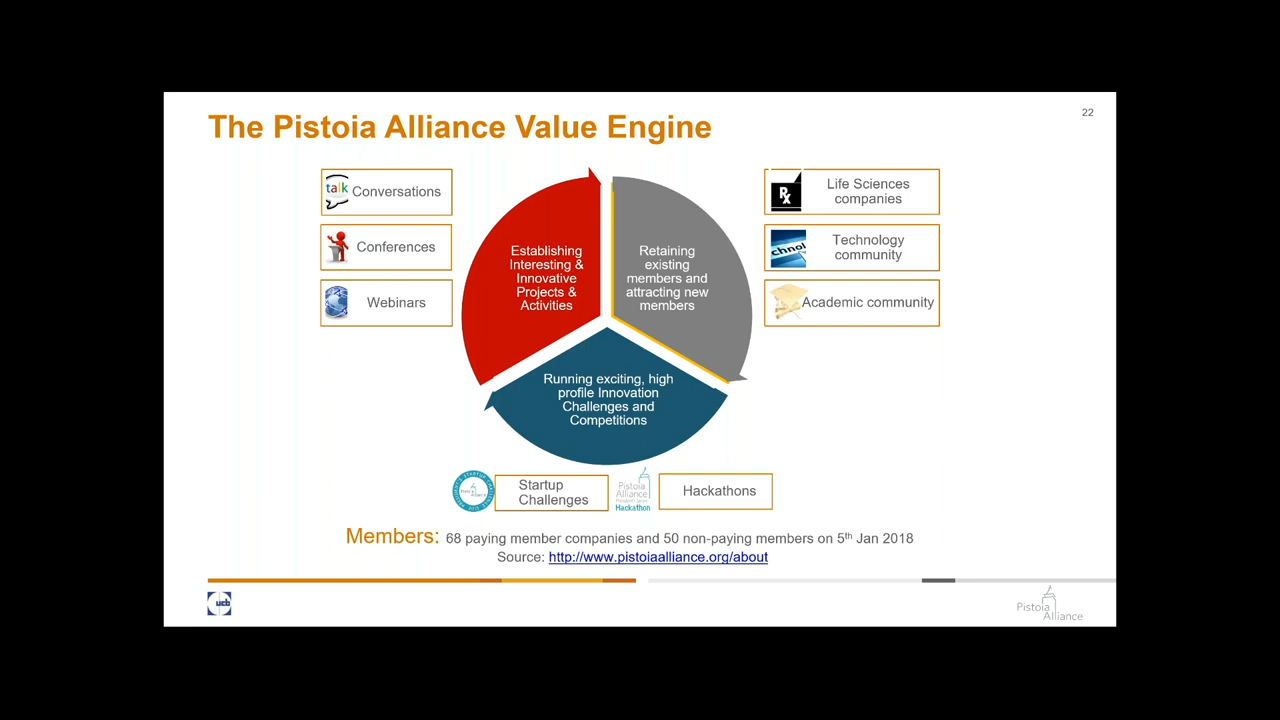 22
The Pistoia Alliance Value Engine
talk
Conversations
Conferences
Webinars
Establishing
Interesting &
Innovative
Projects &
Activities
Retaining
existing
members and
attracting new
members
Running exciting, high
profile Innovation
Challenges and
Competitions
Rx
Life Sciences
companies
chnol
Technology
community
Academic community
Startup
Challenges
Pistoia
Alliance
Hackathon
Hackathons
Members: 68 paying member companies and 50 non-paying members on 5th Jan 2018
Source: http://www.pistoiaalliance.org/about
ucb
Pistoia
Alliance